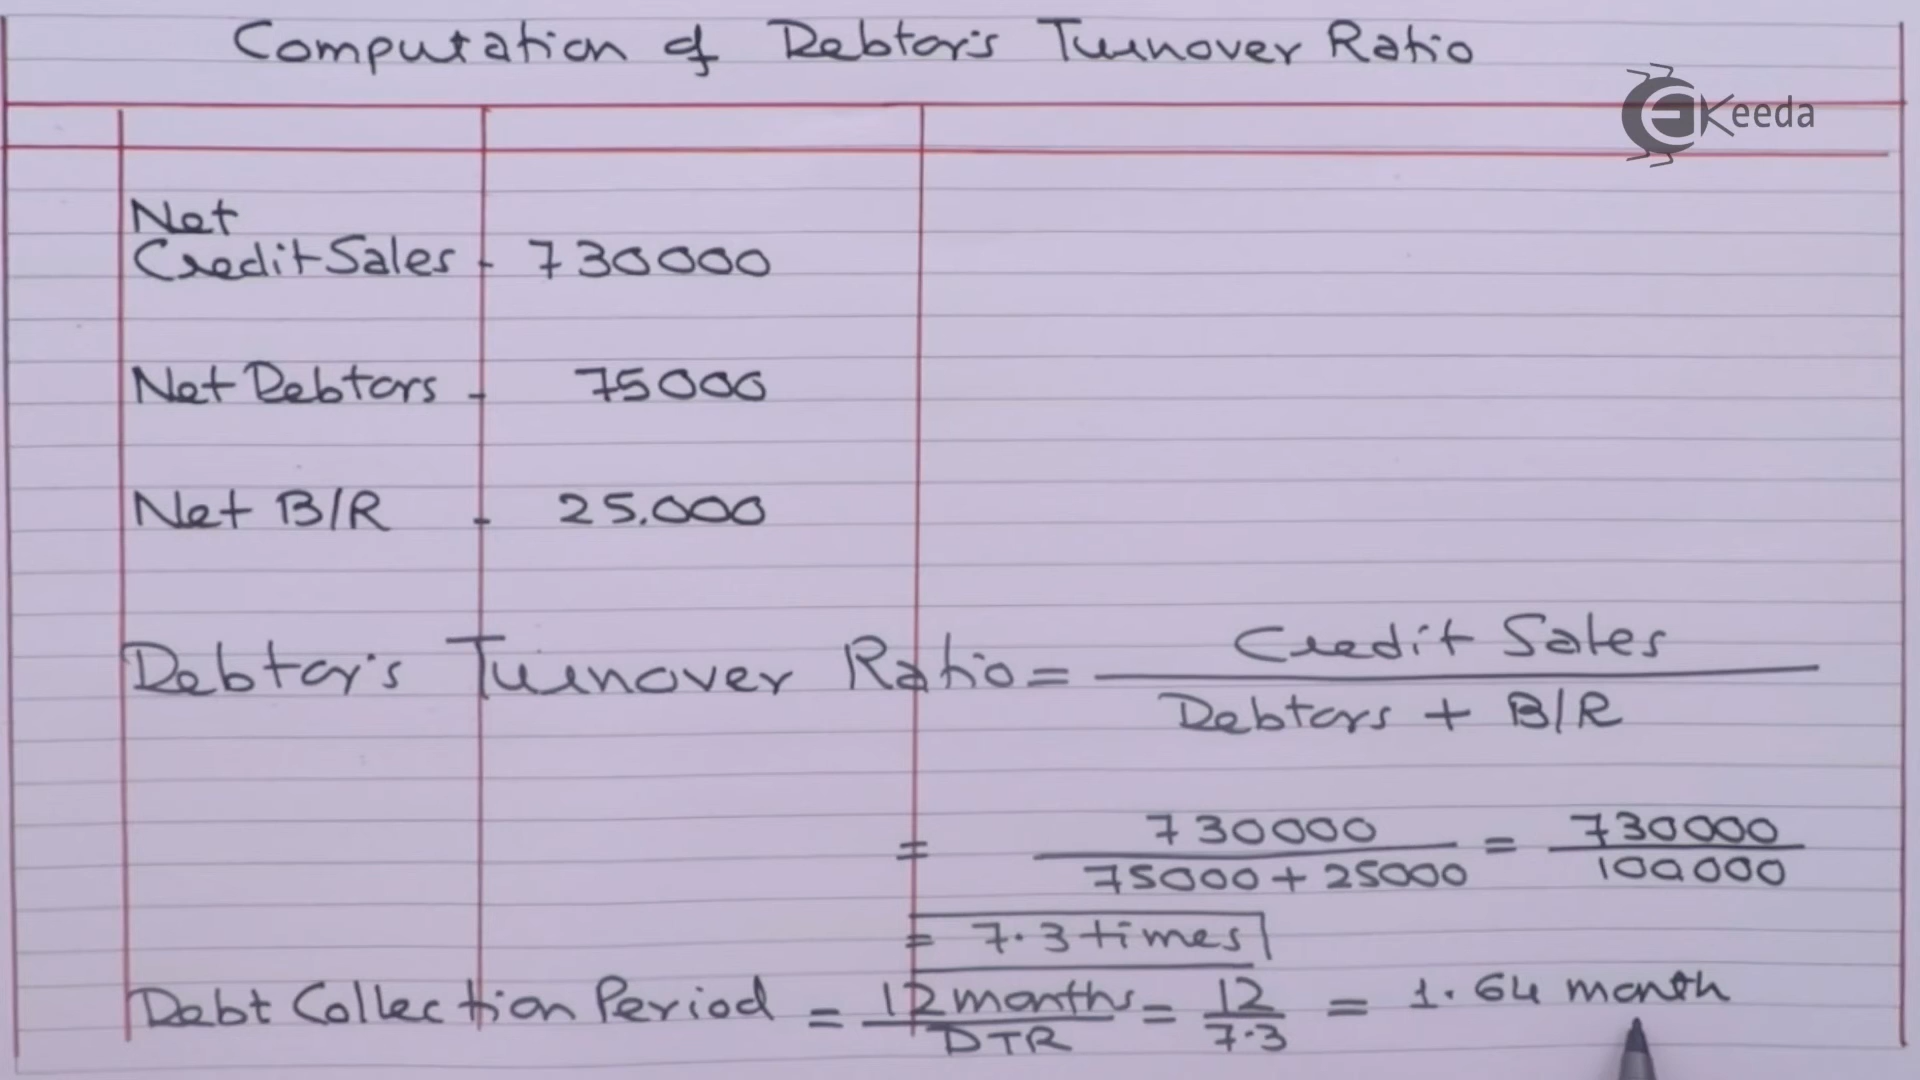 Computation of Debtor's Turnover Ratio
EKeeda
Net
Credit Sales - 730000
Net Debtors - 75000
Net B/R - 25.000
Debtor's Turnover Ratio = Credit Sales
Debtors + B/R
= 730000 = 730000
75000 + 25000 100000
= 7.3 times
Debt Collection Period = 12 months = 12 = 1.64 month
DTR 7.3